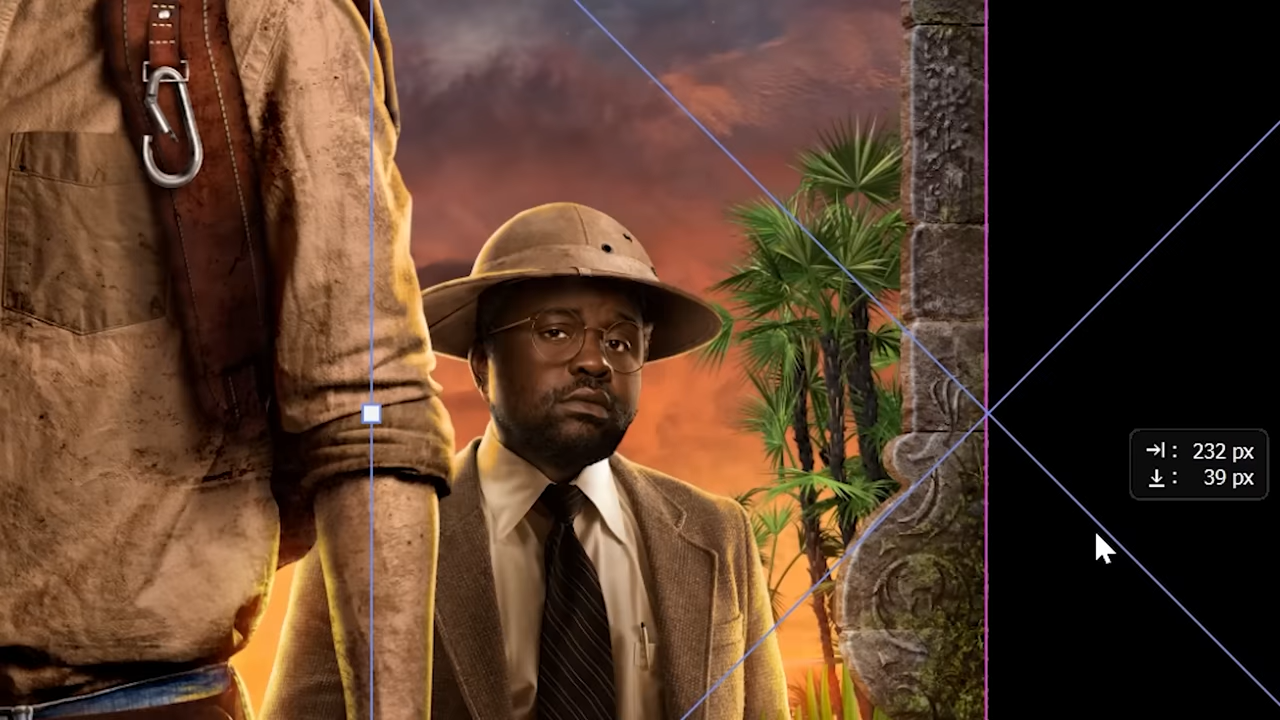 →| : 232 px
↓ : 39 px